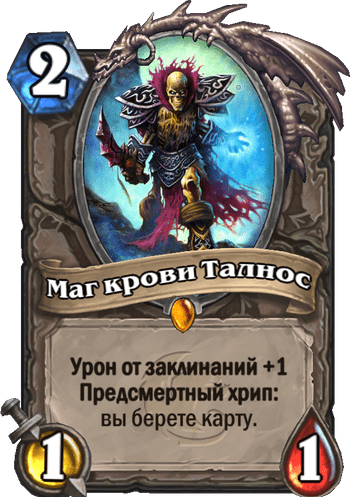 2
Маг крови Талнос
Урон от заклинаний +1
Предсмертный хрип:
вы берете карту.
1
1